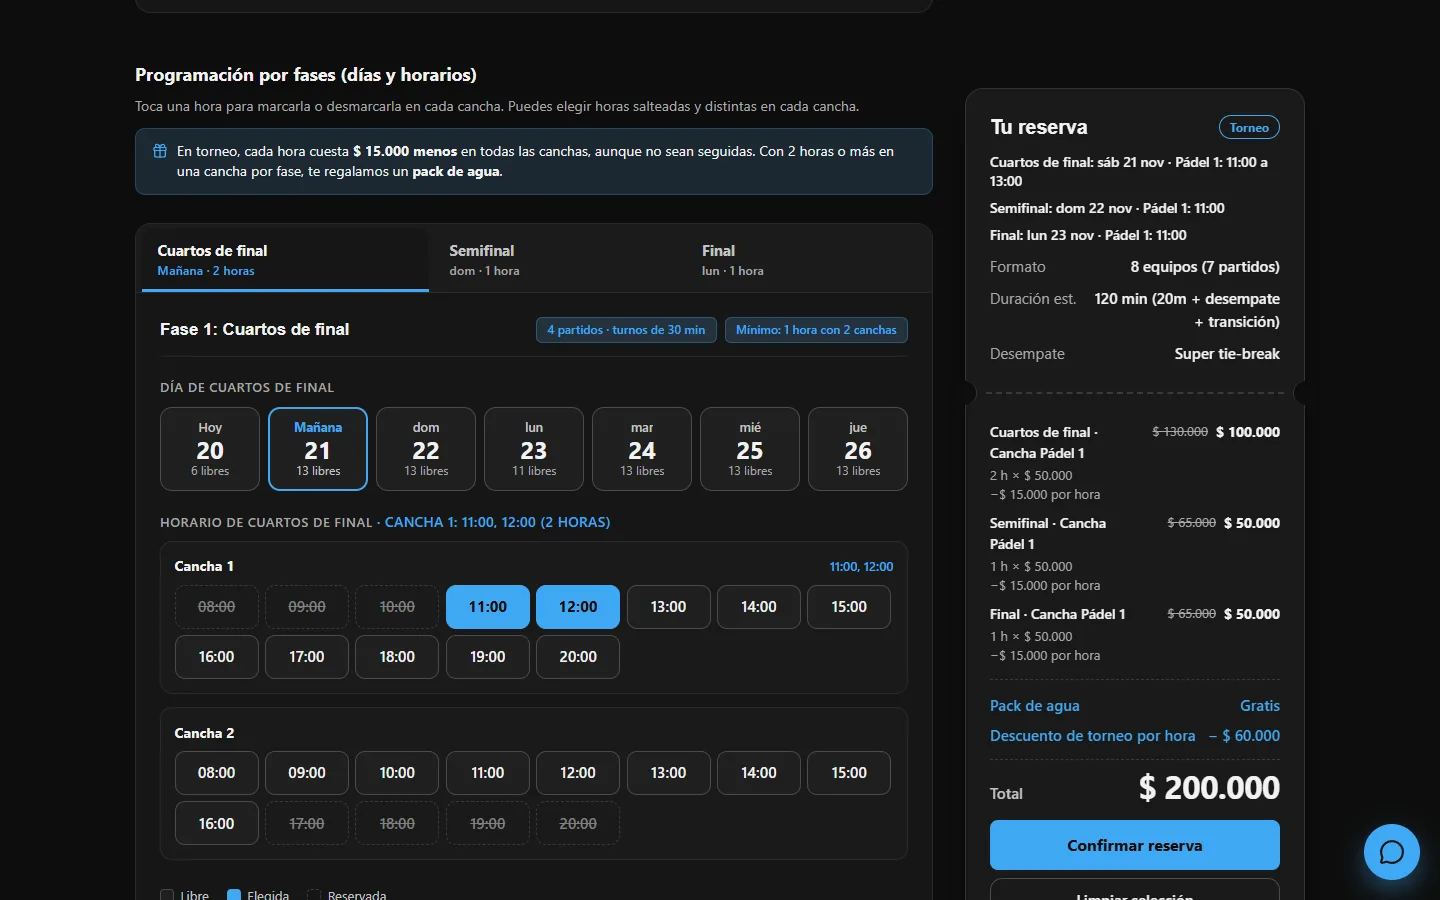 Programación por fases (días y horarios)
Toca una hora para marcarla o desmarcarla en cada cancha. Puedes elegir horas salteadas y distintas en cada cancha.
En torneo, cada hora cuesta $ 15.000 menos en todas las canchas, aunque no sean seguidas. Con 2 horas o más en
una cancha por fase, te regalamos un pack de agua.
Cuartos de final
Mañana · 2 horas
Semifinal
dom · 1 hora
Final
lun · 1 hora
Fase 1: Cuartos de final
4 partidos · turnos de 30 min
Mínimo: 1 hora con 2 canchas
DÍA DE CUARTOS DE FINAL
Hoy
20
6 libres
Mañana
21
13 libres
dom
22
13 libres
lun
23
11 libres
mar
24
13 libres
mié
25
13 libres
jue
26
13 libres
HORARIO DE CUARTOS DE FINAL · CANCHA 1: 11:00, 12:00 (2 HORAS)
Cancha 1
11:00, 12:00
08:00 09:00 10:00 11:00 12:00 13:00 14:00 15:00
16:00 17:00 18:00 19:00 20:00
Cancha 2
08:00 09:00 10:00 11:00 12:00 13:00 14:00 15:00
16:00 17:00 18:00 19:00 20:00
Libre Elegida Reservada
Tu reserva
Torneo
Cuartos de final: sáb 21 nov · Pádel 1: 11:00 a
13:00
Semifinal: dom 22 nov · Pádel 1: 11:00
Final: lun 23 nov · Pádel 1: 11:00
Formato 8 equipos (7 partidos)
Duración est. 120 min (20m + desempate
+ transición)
Desempate Super tie-break
Cuartos de final · $ 130.000 $ 100.000
Cancha Pádel 1
2 h × $ 50.000
−$ 15.000 por hora
Semifinal · Cancha $ 65.000 $ 50.000
Pádel 1
1 h × $ 50.000
−$ 15.000 por hora
Final · Cancha Pádel 1 $ 65.000 $ 50.000
1 h × $ 50.000
−$ 15.000 por hora
Pack de agua Gratis
Descuento de torneo por hora − $ 60.000
Total $ 200.000
Confirmar reserva
Limpiar selección